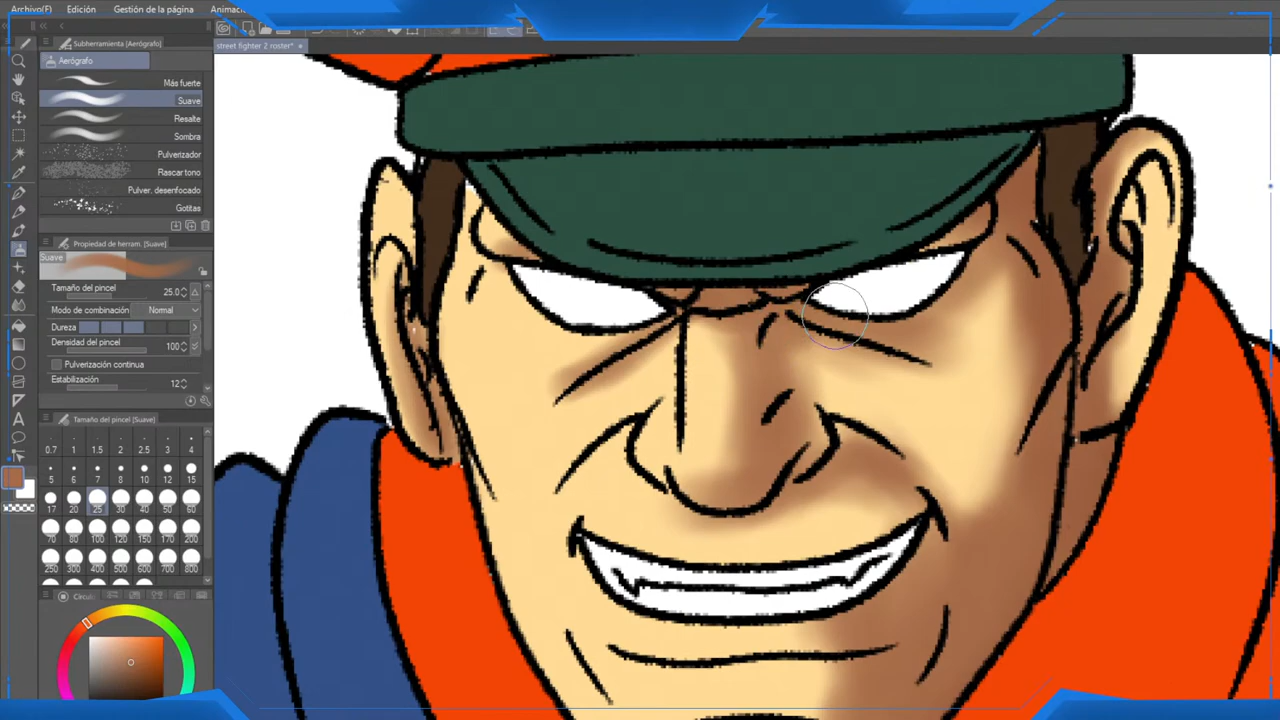 Archivo(F) Edición Gestión de la página Animació
Subherramienta (Aerógrafo)
street fighter 2 roster*
Aerógrafo
Más fuerte
Suave
Resalte
Sombra
Pulverizador
Rascar tono
Pulver. desenfocado
Gotitas
Propiedad de herram. [Suave]
Suave
Tamaño del pincel 25.0
Modo de combinación Normal
Dureza
Densidad del pincel 100
Pulverización continua
Estabilización 12
Tamaño del pincel [Suave]
0.7 1 1.5 2 2.5 3 4
5 6 7 8 10 12 15
17 20 25 30 40 50 60
70 80 100 120 150 170 200
250 300 400 500 600 700 800
Círcul